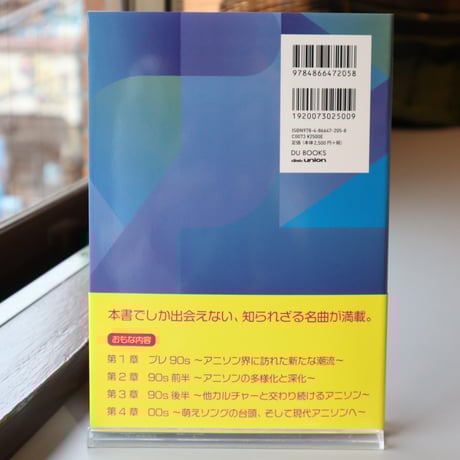 9784866472058
1920073025009
ISBN978-4-86647-205-8
C0073 ¥2500E
定価（本体2,500円+税）
DU BOOKS
disk union
本書でしか出会えない、知られざる名曲が満載。
おもな内容
第1章 プレ90s ～アニソン界に訪れた新たな潮流～
第2章 90s前半 ～アニソンの多様化と深化～
第3章 90s後半 ～他カルチャーと交わり続けるアニソン～
第4章 00s ～萌えソングの台頭、そして現代アニソンへ～